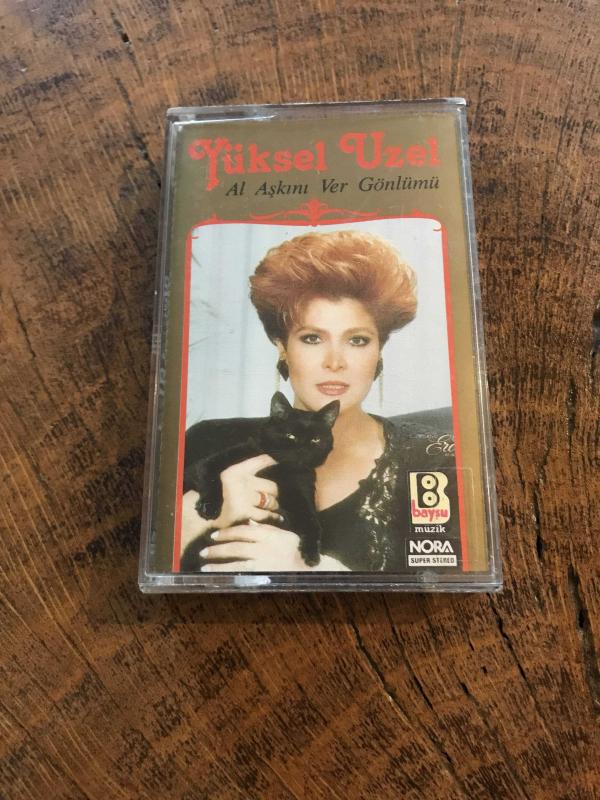 Yüksel Uzel
Al Aşkını Ver Gönlümü
baysu
müzik
NORA
SUPER STEREO